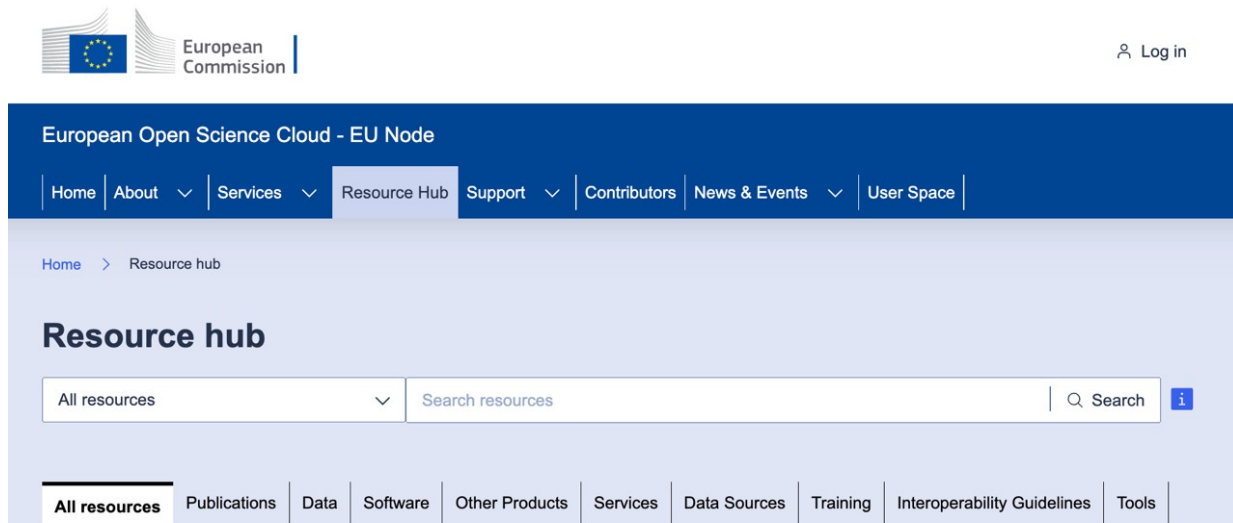 European
Commission
Log in
European Open Science Cloud - EU Node
Home About Services Resource Hub Support Contributors News & Events User Space
Home > Resource hub
Resource hub
All resources Search resources Search i
All resources Publications Data Software Other Products Services Data Sources Training Interoperability Guidelines Tools